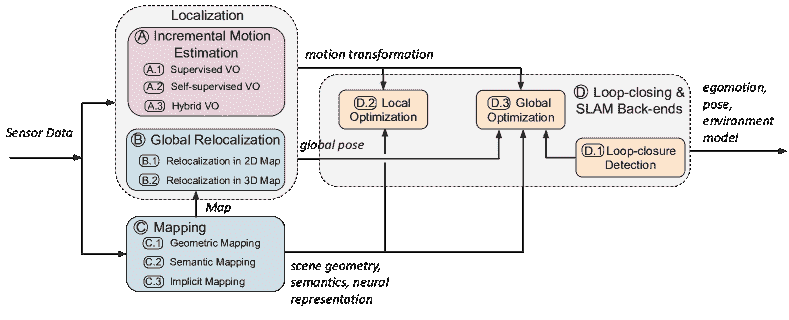 Localization
A Incremental Motion
Estimation
A.1 Supervised VO
A.2 Self-supervised VO
A.3 Hybrid VO
motion transformation
Sensor Data
B Global Relocalization
B.1 Relocalization in 2D Map
B.2 Relocalization in 3D Map
global pose
Map
C Mapping
C.1 Geometric Mapping
C.2 Semantic Mapping
C.3 Implicit Mapping
scene geometry,
semantics, neural
representation
D.2 Local
Optimization
D.3 Global
Optimization
D Loop-closing &
SLAM Back-ends
D.1 Loop-closure
Detection
egomotion,
pose,
environment
model